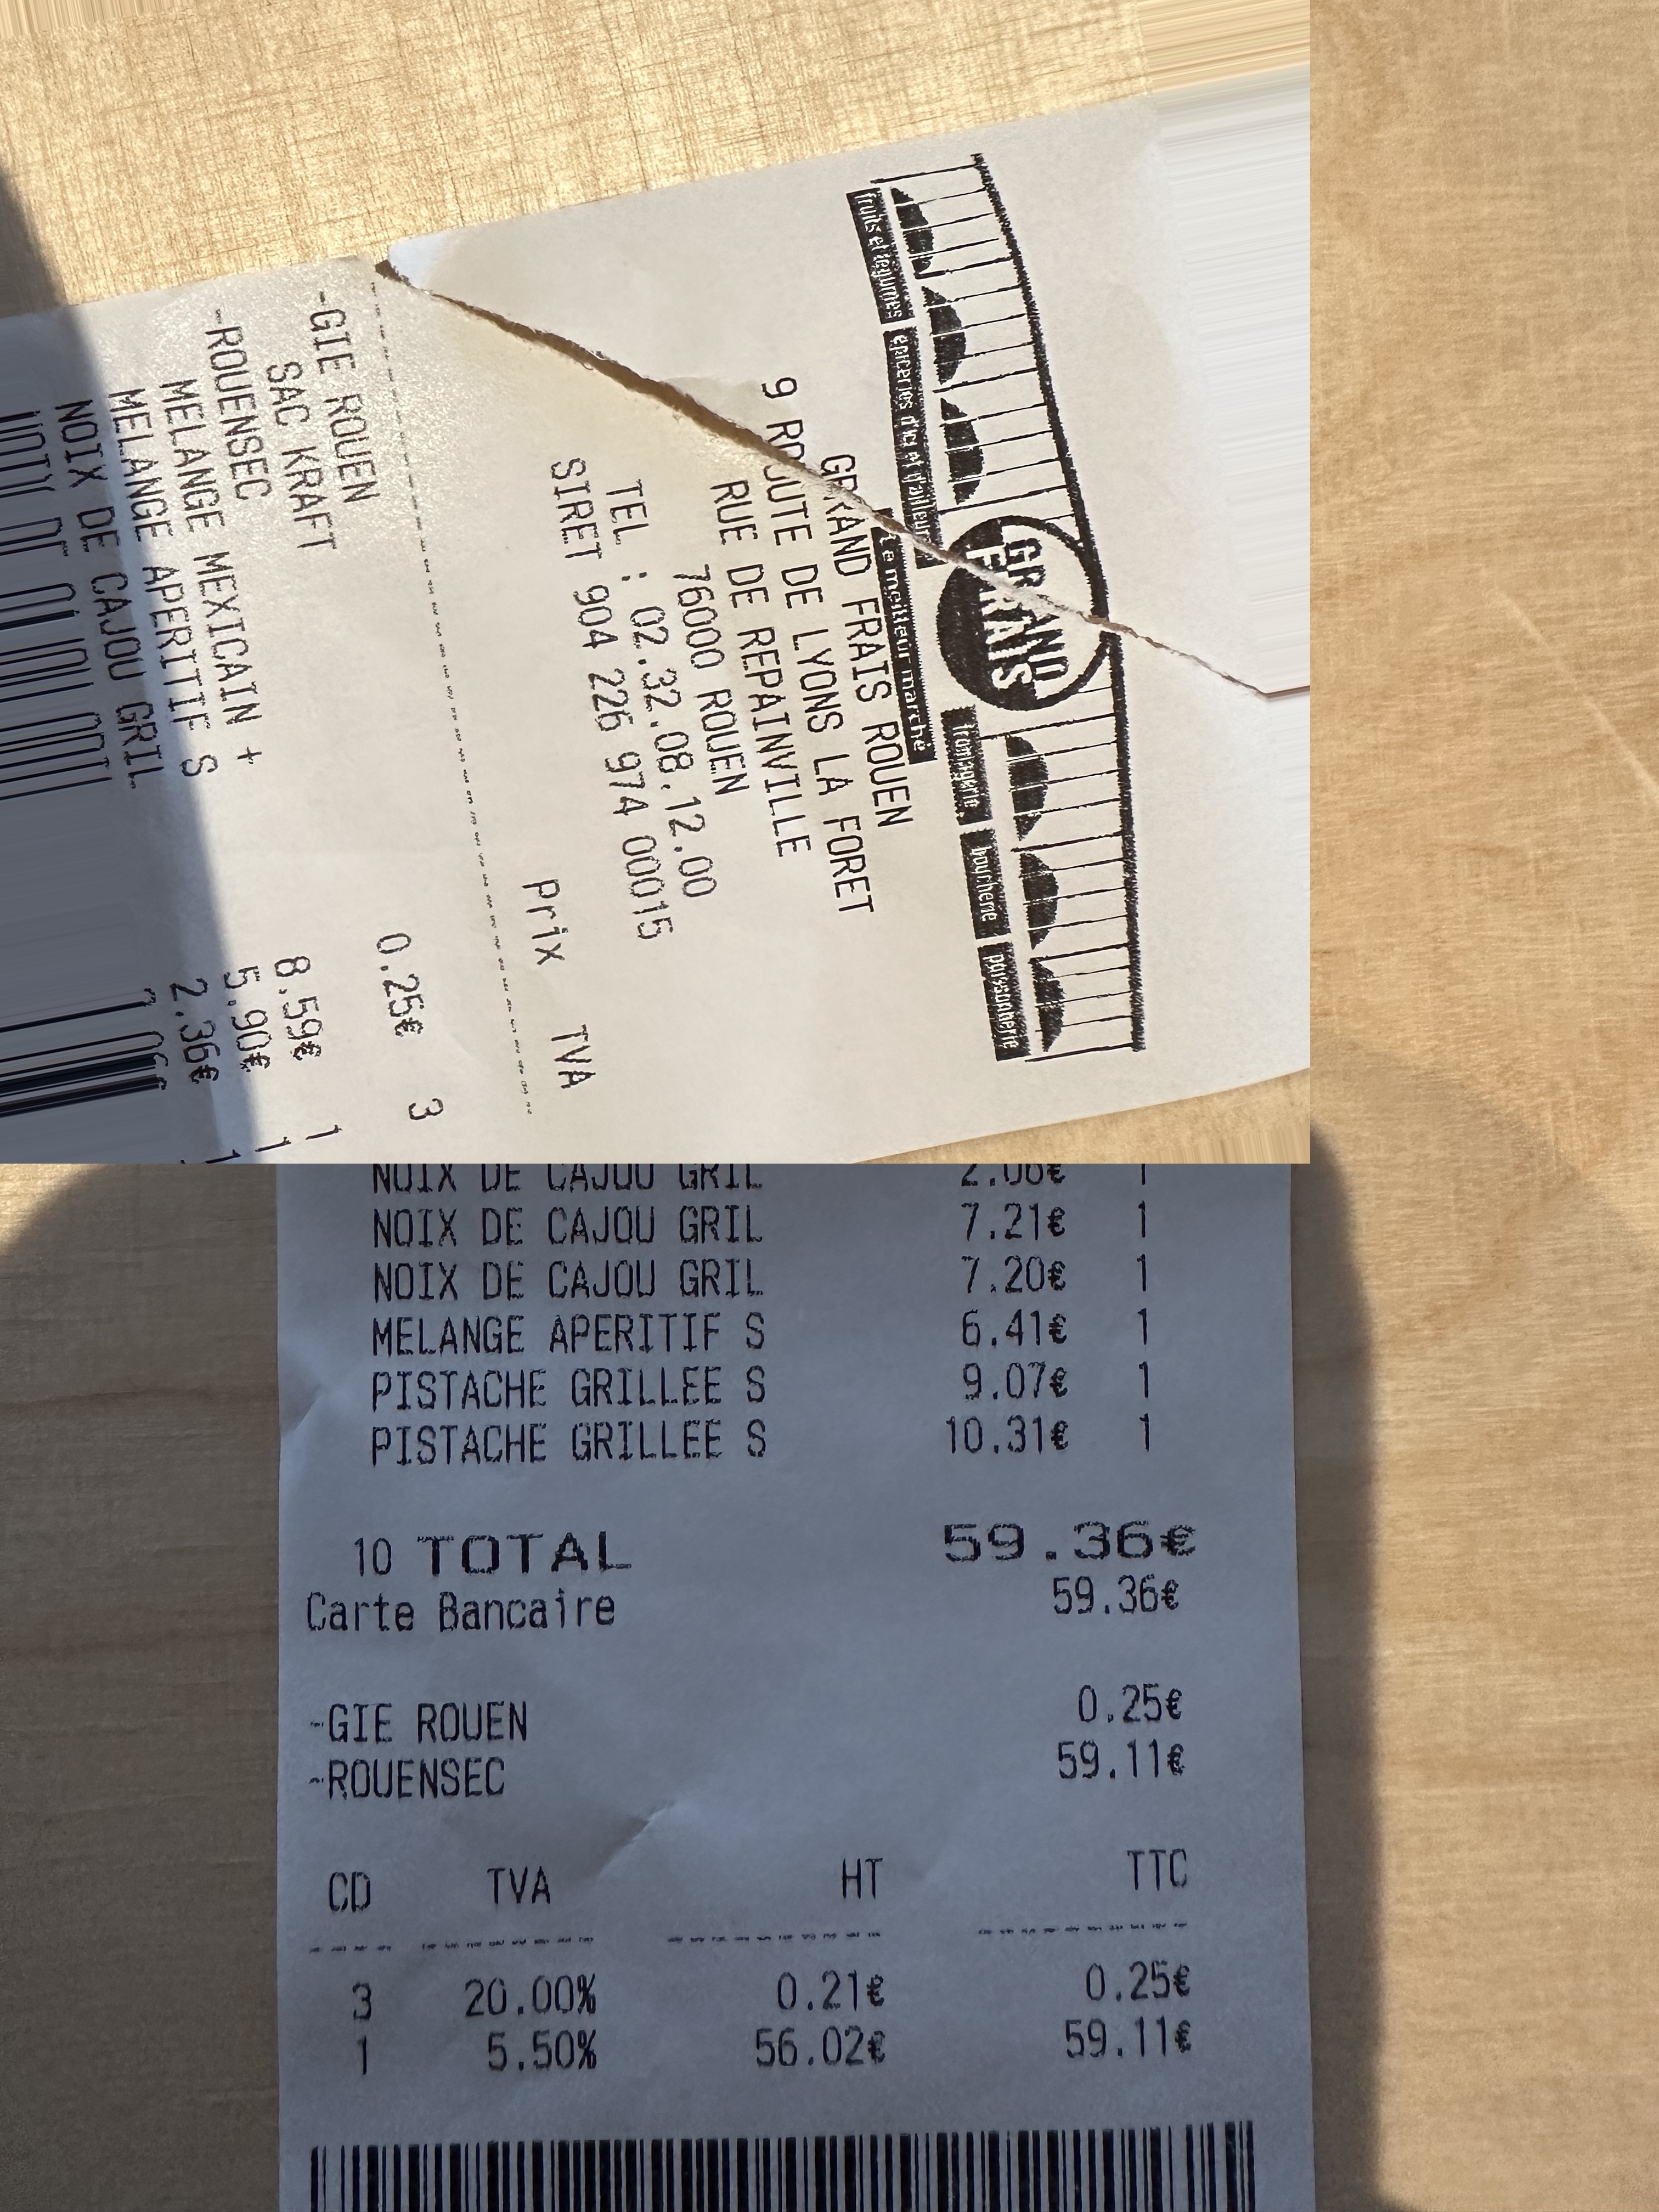 GRAND
FRAIS
fruits et légumes épiceries d'ici et d'ailleurs fromagerie boucherie poissonnerie
Le meilleur marché
GRAND FRAIS ROUEN
9 ROUTE DE LYONS LA FORET
RUE DE REPAINVILLE
76000 ROUEN
TEL : 02.32.08.12.00
SIRET 904 226 974 00015
Prix TVA
-GIE ROUEN
SAC KRAFT 0.25€ 3
-ROUENSEC
MELANGE MEXICAIN + 8.59€ 1
MELANGE APERITIF S 5.90€ 1
NOIX DE CAJOU GRIL 2.36€ 1
NOIX DE CAJOU GRIL 2.06€ 1
NOIX DE CAJOU GRIL 7.21€ 1
NOIX DE CAJOU GRIL 7.20€ 1
MELANGE APERITIF S 6.41€ 1
PISTACHE GRILLEE S 9.07€ 1
PISTACHE GRILLEE S 10.31€ 1
10 TOTAL 59.36€
Carte Bancaire 59.36€
-GIE ROUEN 0.25€
-ROUENSEC 59.11€
CD TVA HT TTC
3 20.00% 0.21€ 0.25€
1 5.50% 56.02€ 59.11€